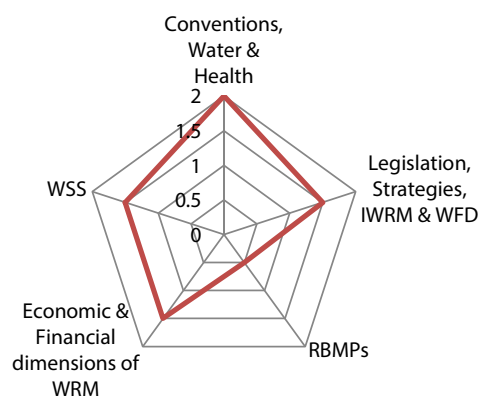 Conventions,
Water &
Health
2
1.5
1
0.5
0
Legislation,
Strategies,
IWRM & WFD
WSS
Economic &
Financial
dimensions of
WRM
RBMPs